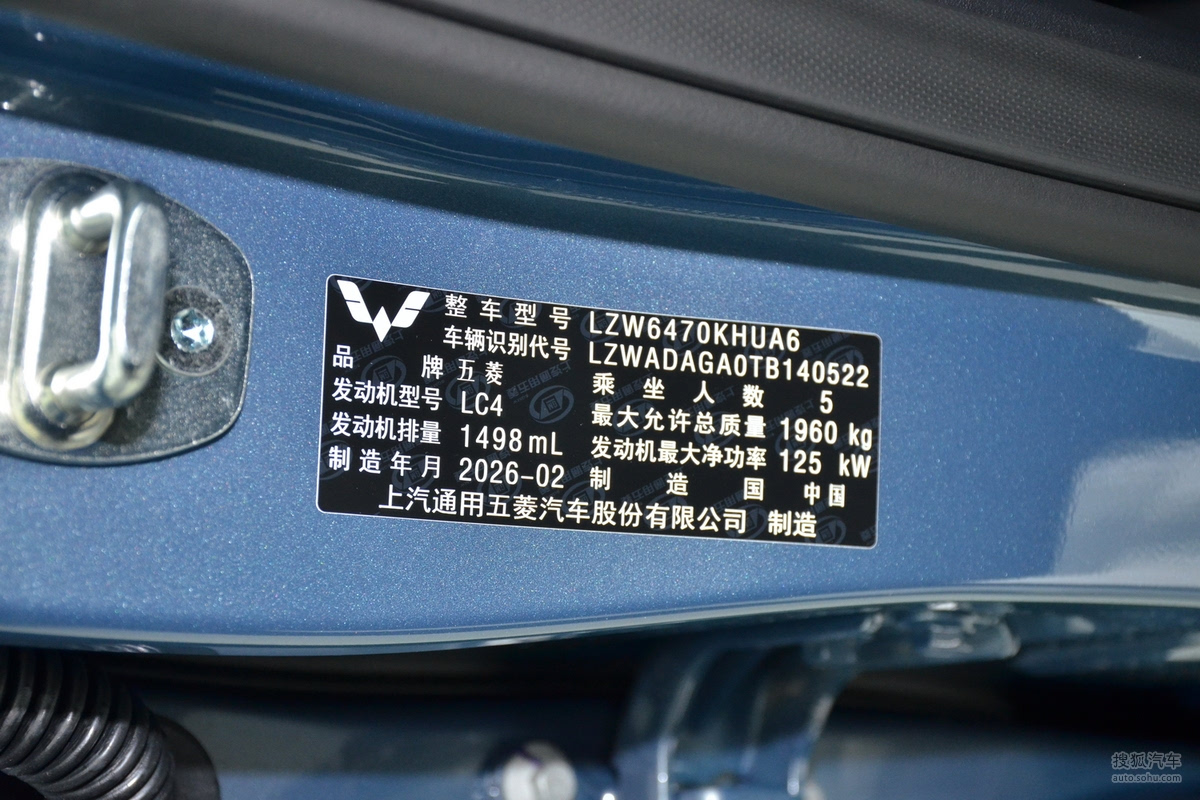 整车型号 LZW6470KHUA6
车辆识别代号 LZWADAGA0TB140522
品牌 五菱 乘坐人数 5
发动机型号 LC4 最大允许总质量 1960 kg
发动机排量 1498 mL 发动机最大净功率 125 kW
制造年月 2026-02 制造国 中国
上汽通用五菱汽车股份有限公司 制造
搜狐汽车
auto.sohu.com